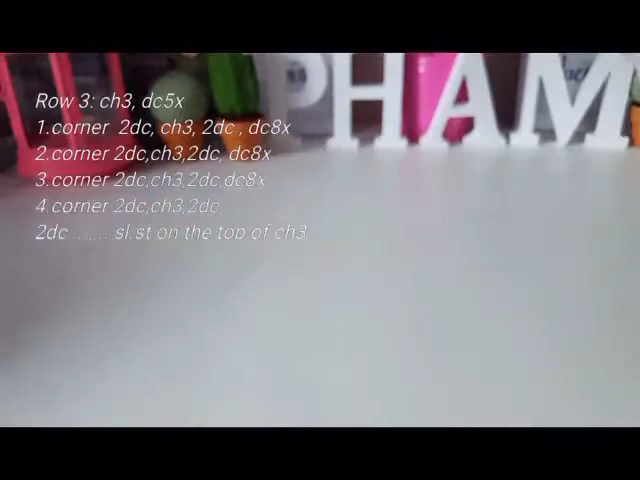 PHAM
Row 3: ch3, dc5x
1.corner 2dc, ch3, 2dc , dc8x
2.corner 2dc,ch3,2dc, dc8x
3.corner 2dc,ch3,2dc,dc8x
4.corner 2dc,ch3,2dc,
2dc ....... sl.st on the top of ch3